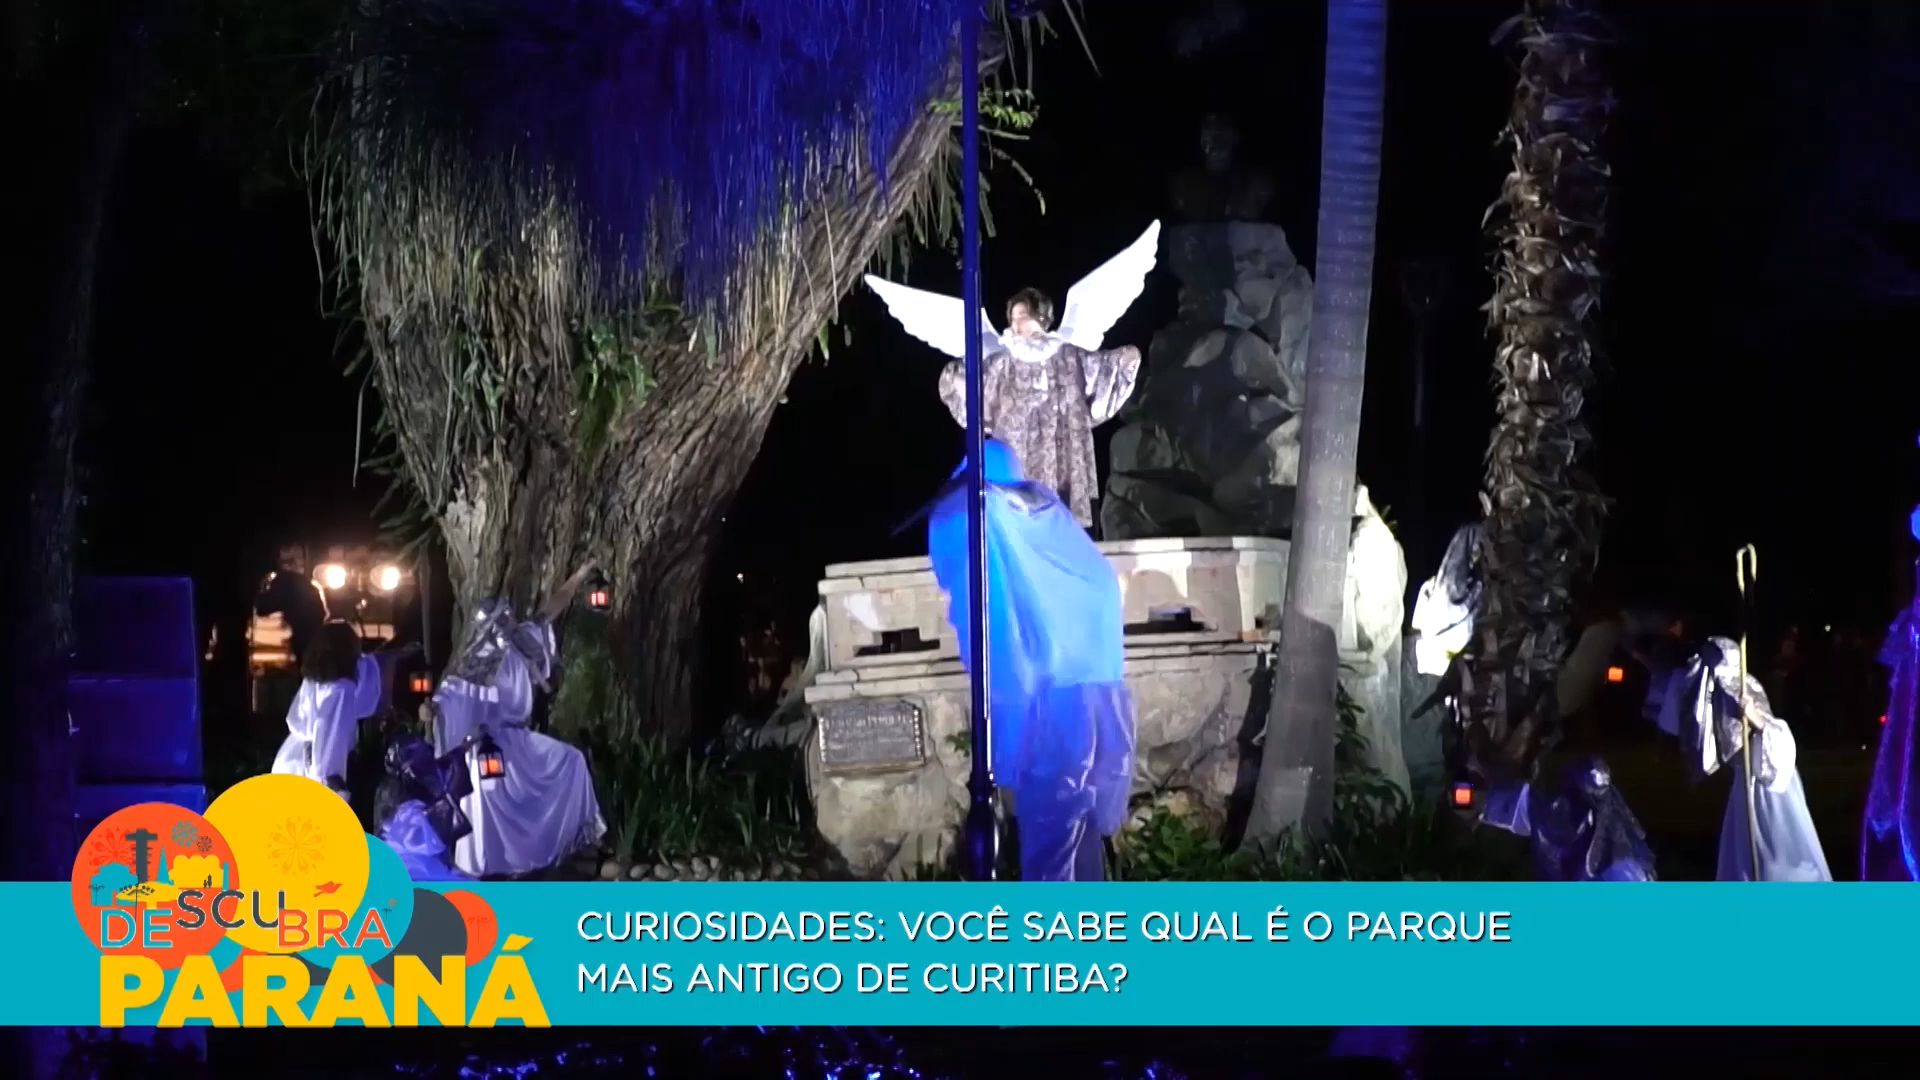 DESCUBRA
PARANÁ
CURIOSIDADES: VOCÊ SABE QUAL É O PARQUE
MAIS ANTIGO DE CURITIBA?